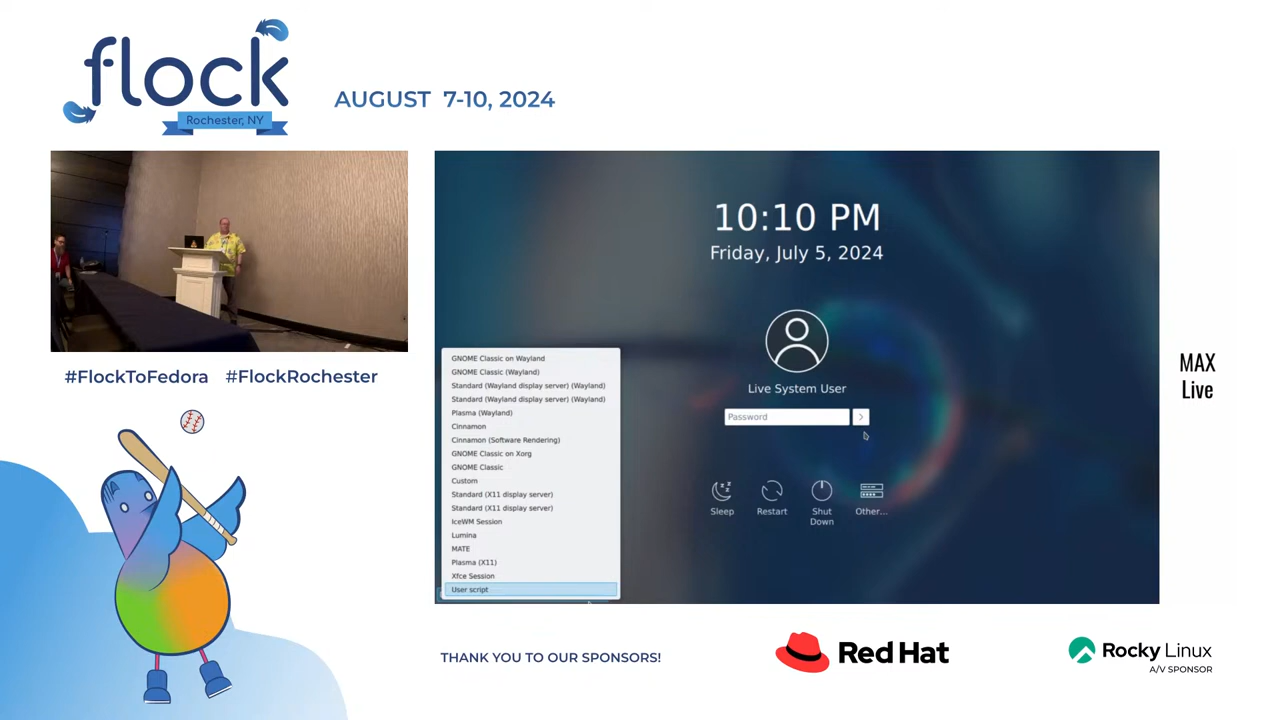 flock
Rochester, NY
AUGUST 7-10, 2024
#FlockToFedora #FlockRochester
10:10 PM
Friday, July 5, 2024
Live System User
Password
Sleep
Restart
Shut
Down
Other...
GNOME Classic on Wayland
GNOME Classic (Wayland)
Standard (Wayland display server) (Wayland)
Standard (Wayland display server) (Wayland)
Plasma (Wayland)
Cinnamon
Cinnamon (Software Rendering)
GNOME Classic on Xorg
GNOME Classic
Custom
Standard (X11 display server)
Standard (X11 display server)
IceWM Session
Lumina
MATE
Plasma (X11)
Xfce Session
User script
MAX
Live
THANK YOU TO OUR SPONSORS!
Red Hat
Rocky Linux
A/V SPONSOR